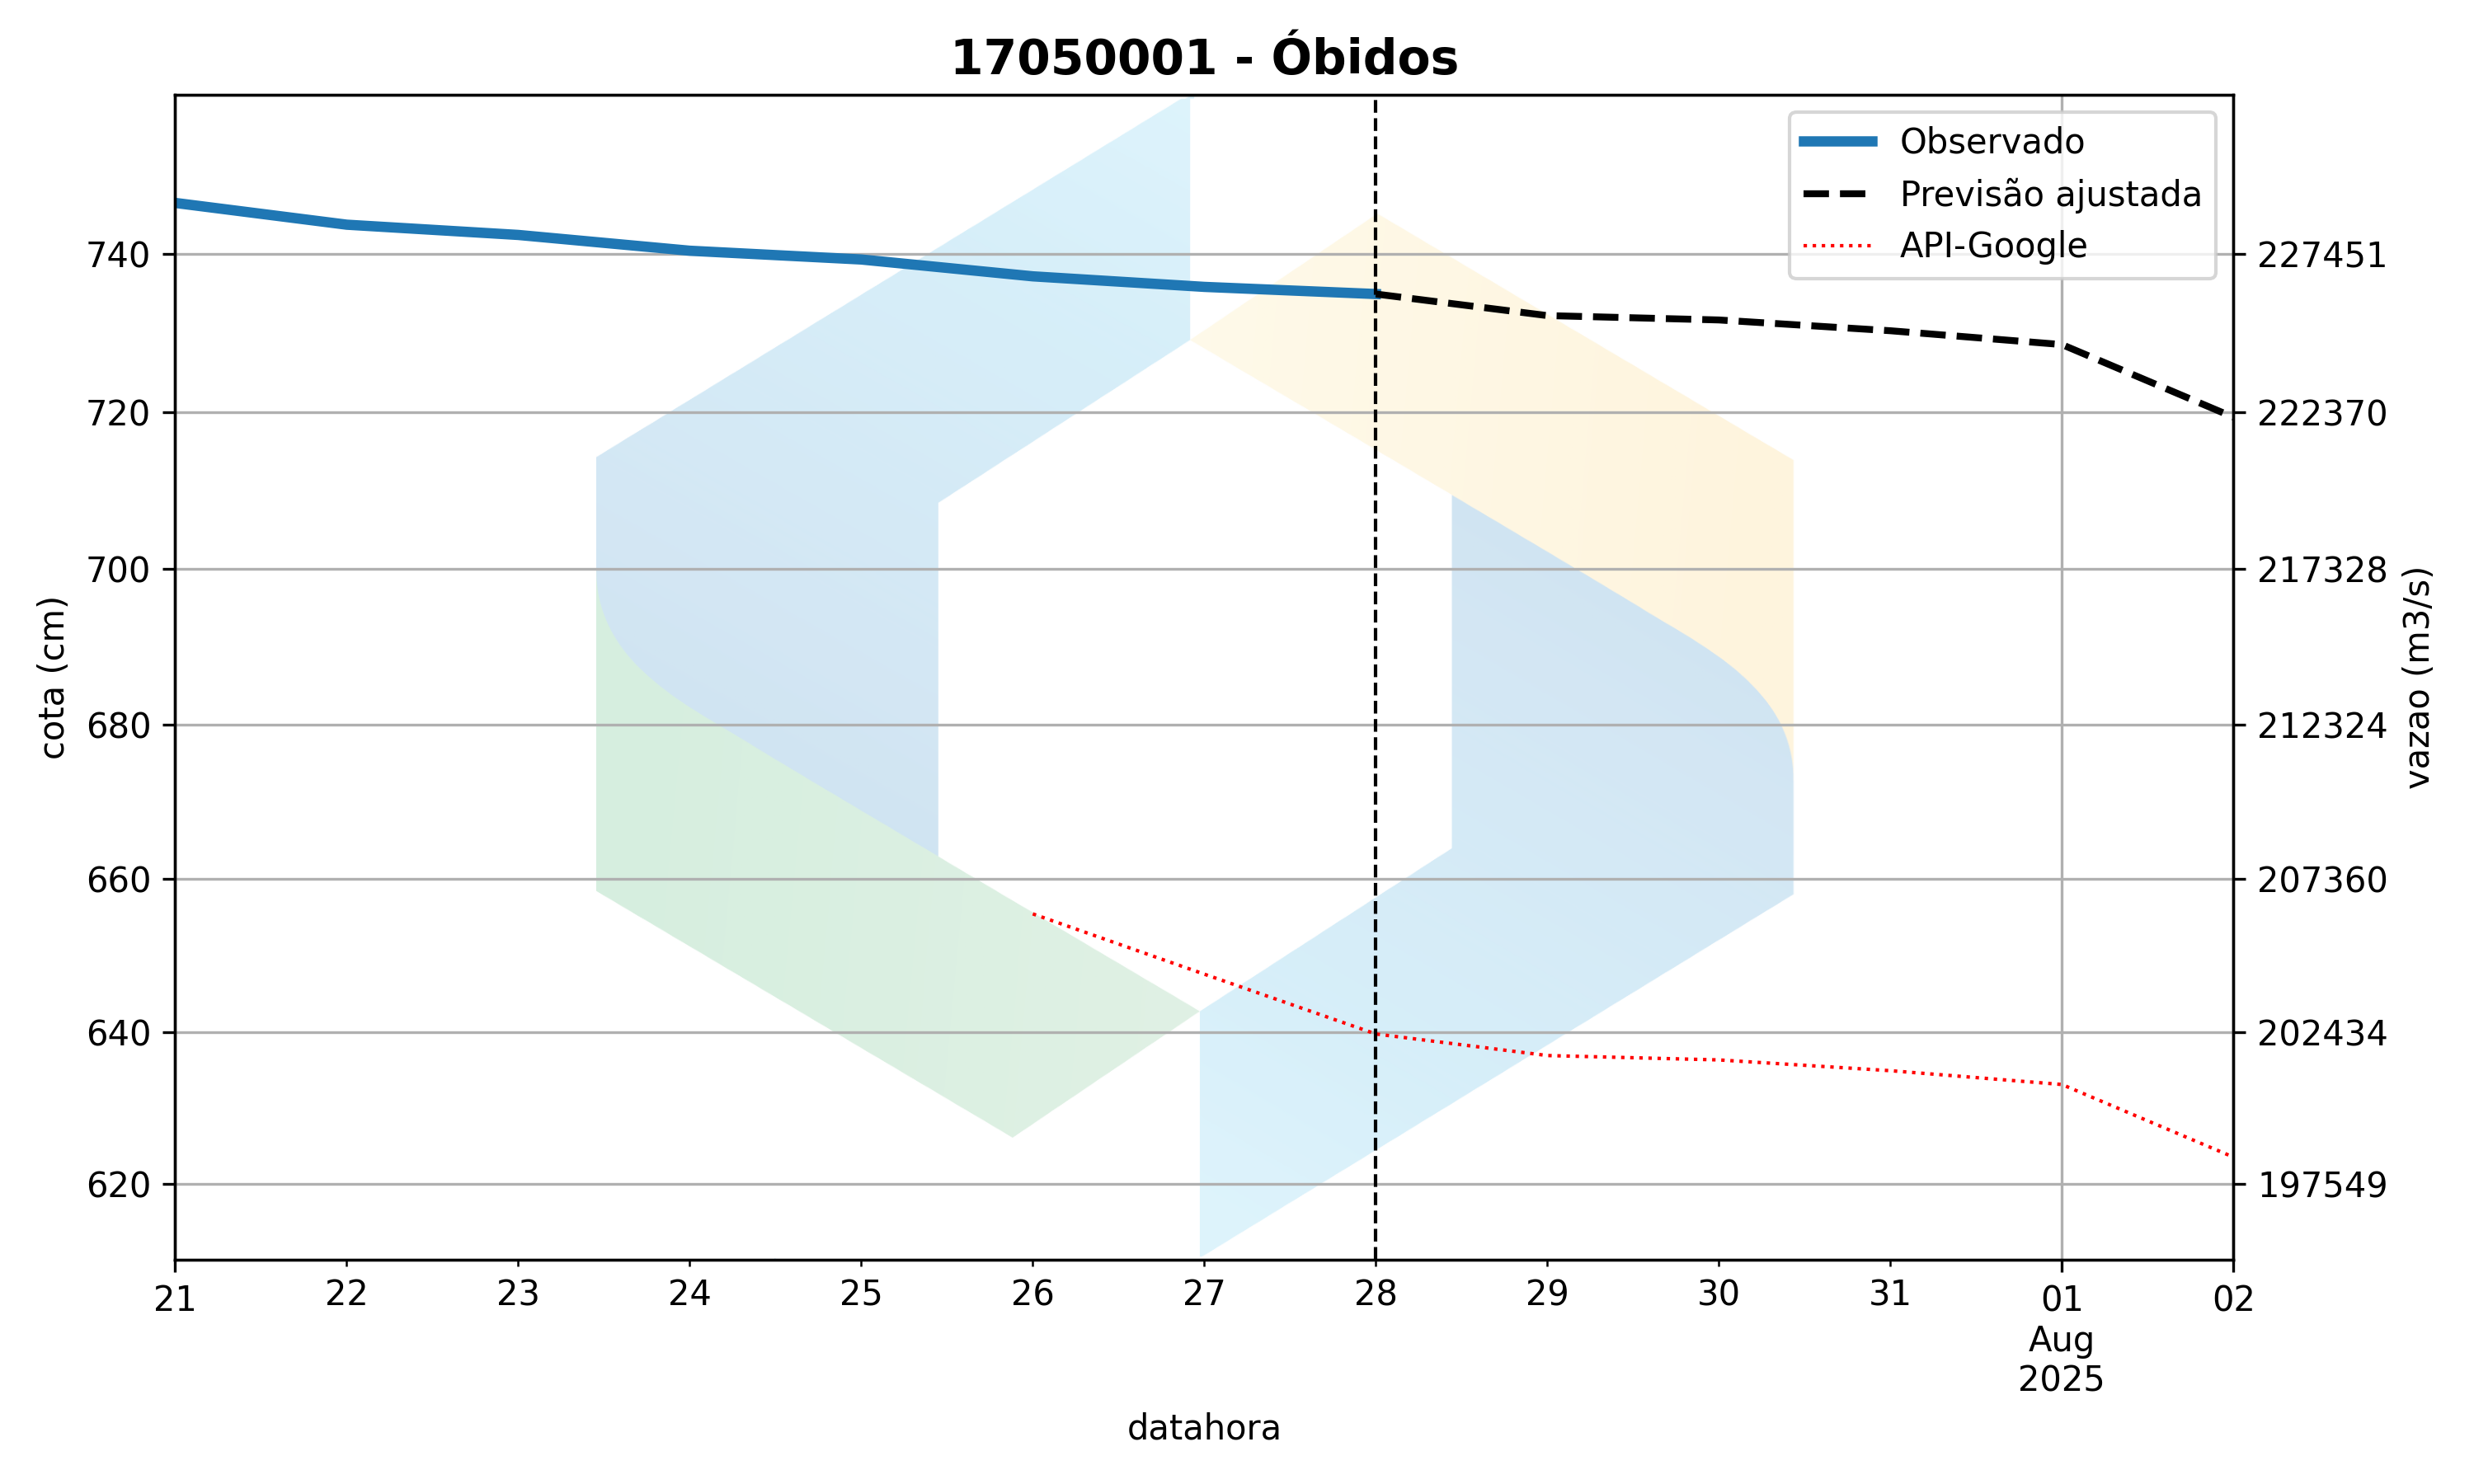 17050001 - Óbidos
Observado
Previsão ajustada
API-Google
cota (cm)
740
720
700
680
660
640
620
227451
222370
217328
212324
207360
202434
197549
vazao (m3/s)
21 22 23 24 25 26 27 28 29 30 31 01 02
Aug
2025
datahora